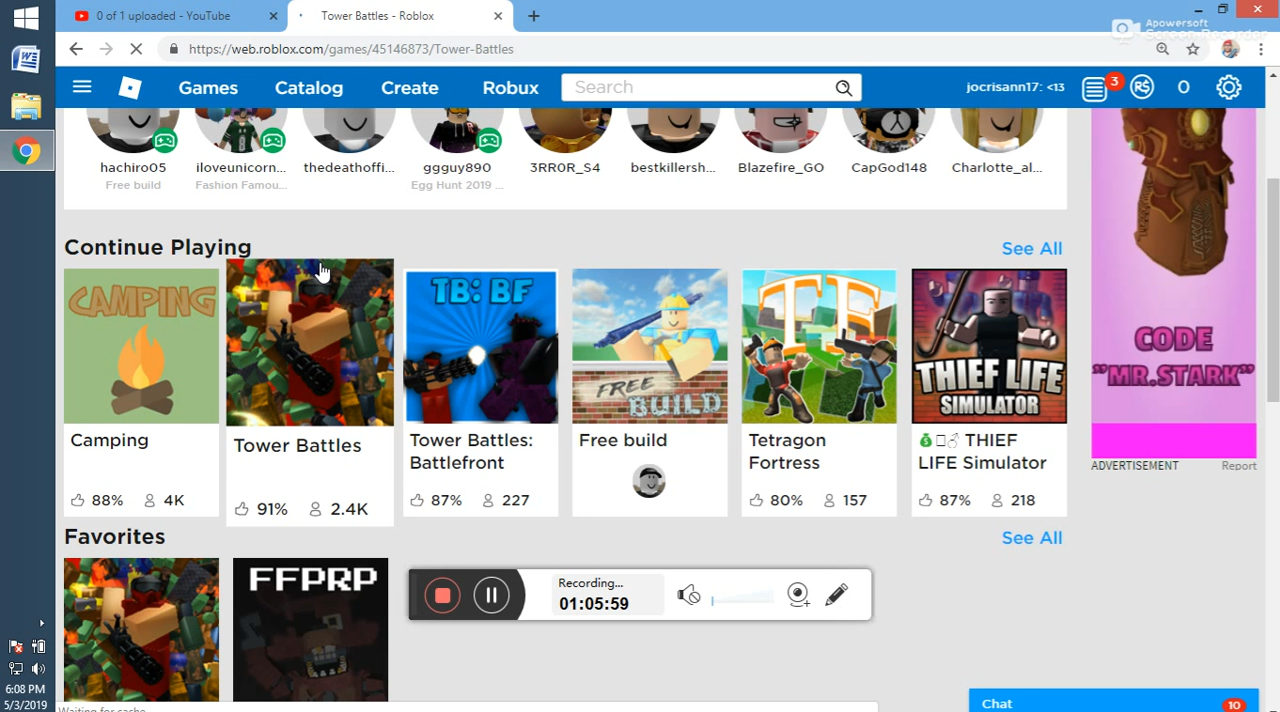 0 of 1 uploaded - YouTube
Tower Battles - Roblox
Apowersoft
Screen Recorder
https://web.roblox.com/games/45146873/Tower-Battles
Games
Catalog
Create
Robux
Search
jocrisann17: <13
3
R$
0
hachiro05
iloveunicorn...
thedeathoffi...
ggguy890
3RR0R_S4
bestkillersh...
Blazefire_GO
CapGod148
Charlotte_al...
Free build
Fashion Famou...
Egg Hunt 2019 ...
Continue Playing
See All
CAMPING
TB: BF
FREE
BUILD
TF
THIEF LIFE
SIMULATOR
CODE
"MR.STARK"
ADVERTISEMENT
Report
Camping
Tower Battles
Tower Battles:
Battlefront
Free build
Tetragon
Fortress
THIEF
LIFE Simulator
88%
4K
91%
2.4K
87%
227
80%
157
87%
218
Favorites
See All
FFPRP
Recording...
01:05:59
6:08 PM
5/3/2019
Waiting for cache...
Chat
10